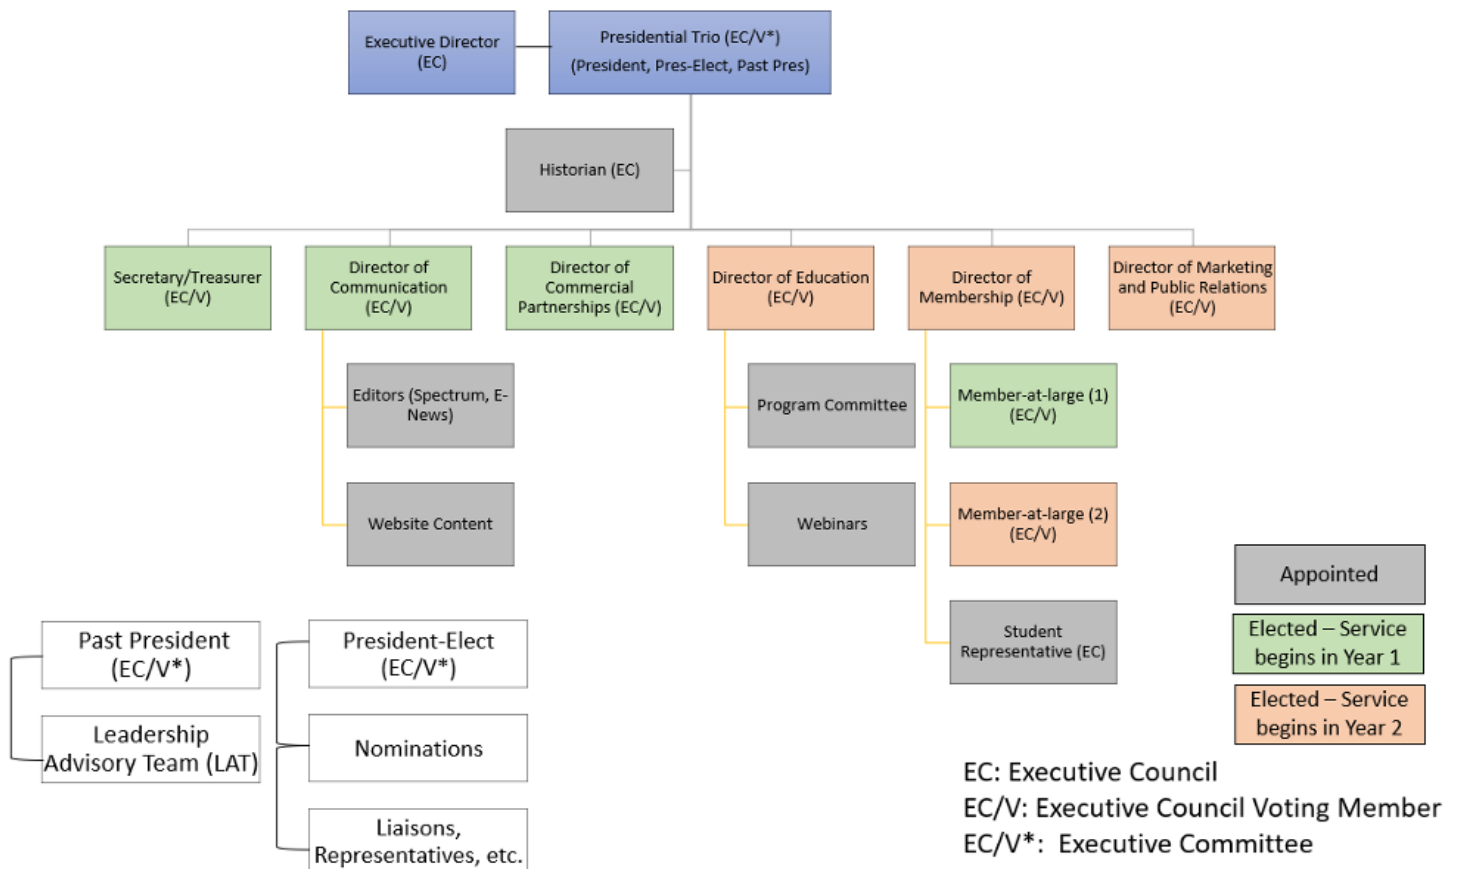 Executive Director
(EC)
Presidential Trio (EC/V*)
(President, Pres-Elect, Past Pres)
Historian (EC)
Secretary/Treasurer
(EC/V)
Director of
Communication
(EC/V)
Director of
Commercial
Partnerships (EC/V)
Director of Education
(EC/V)
Director of
Membership (EC/V)
Director of Marketing
and Public Relations
(EC/V)
Editors (Spectrum, E-
News)
Program Committee
Member-at-large (1)
(EC/V)
Website Content
Webinars
Member-at-large (2)
(EC/V)
Student
Representative (EC)
Past President
(EC/V*)
Leadership
Advisory Team (LAT)
President-Elect
(EC/V*)
Nominations
Liaisons,
Representatives, etc.
Appointed
Elected – Service
begins in Year 1
Elected – Service
begins in Year 2
EC: Executive Council
EC/V: Executive Council Voting Member
EC/V*: Executive Committee